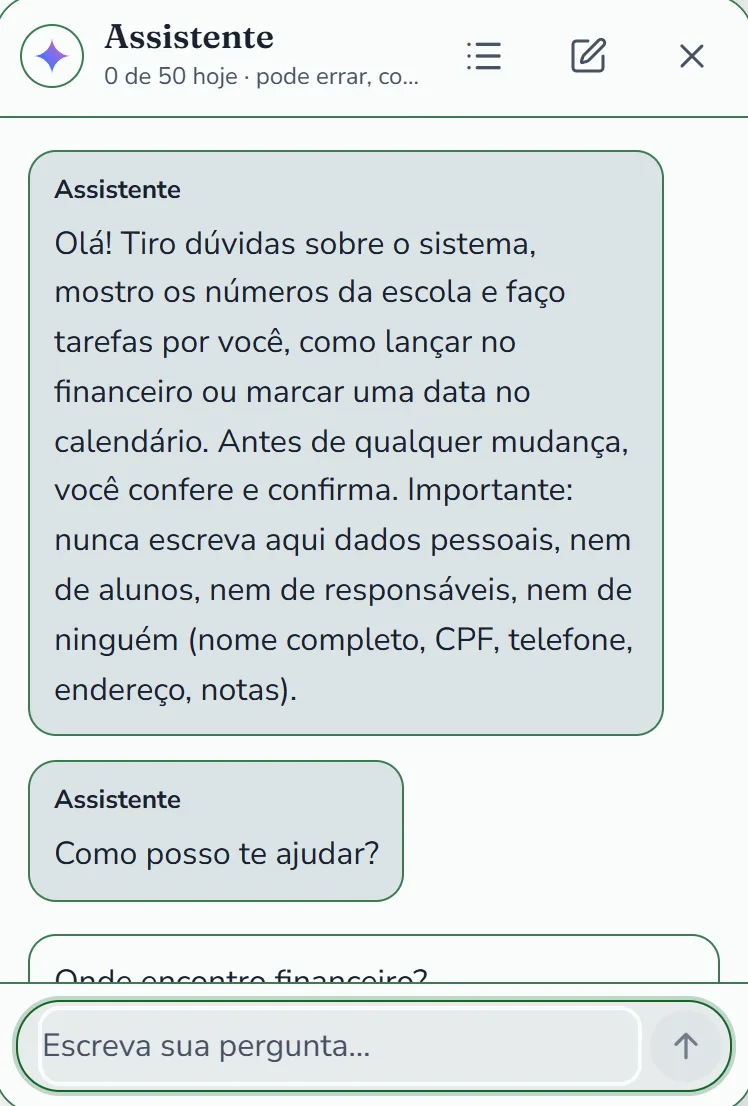 Assistente
0 de 50 hoje · pode errar, co...
Assistente
Olá! Tiro dúvidas sobre o sistema,
mostro os números da escola e faço
tarefas por você, como lançar no
financeiro ou marcar uma data no
calendário. Antes de qualquer mudança,
você confere e confirma. Importante:
nunca escreva aqui dados pessoais, nem
de alunos, nem de responsáveis, nem de
ninguém (nome completo, CPF, telefone,
endereço, notas).
Assistente
Como posso te ajudar?
Onde encontro financeiro?
Escreva sua pergunta...